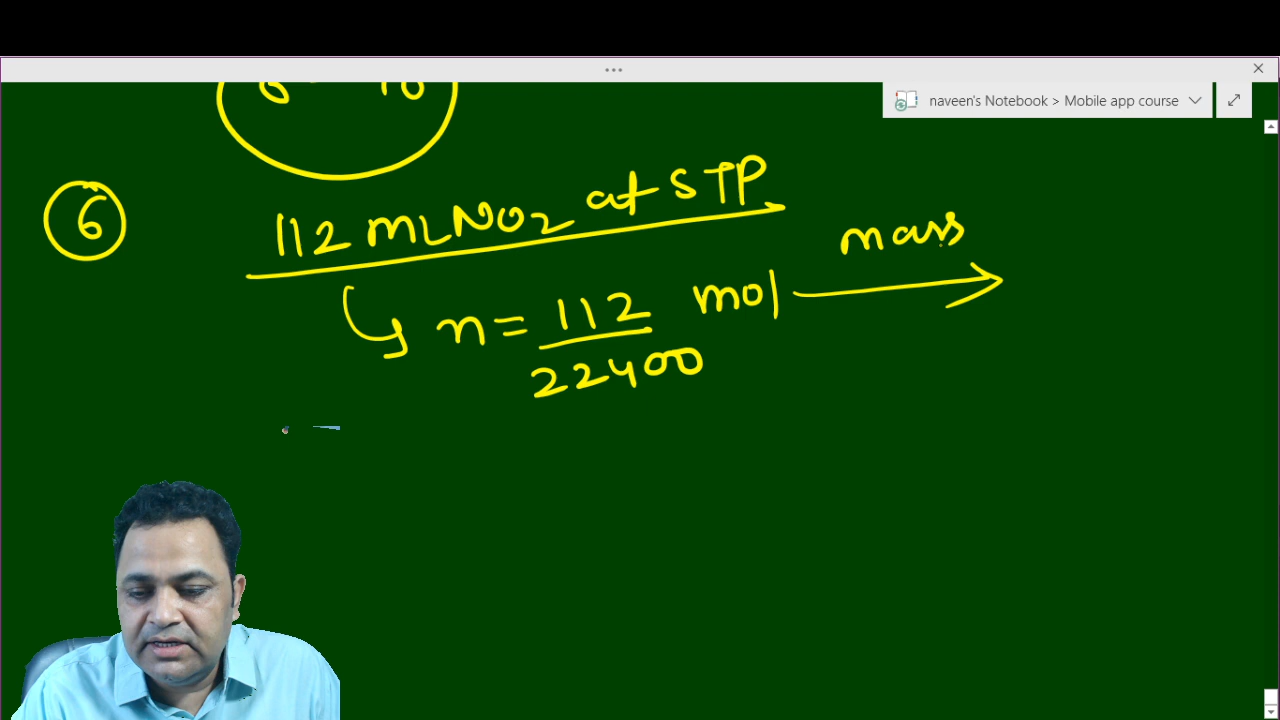 naveen's Notebook > Mobile app course
6
112 mL NO2 at STP
mass
n = 112 / 22400 mol